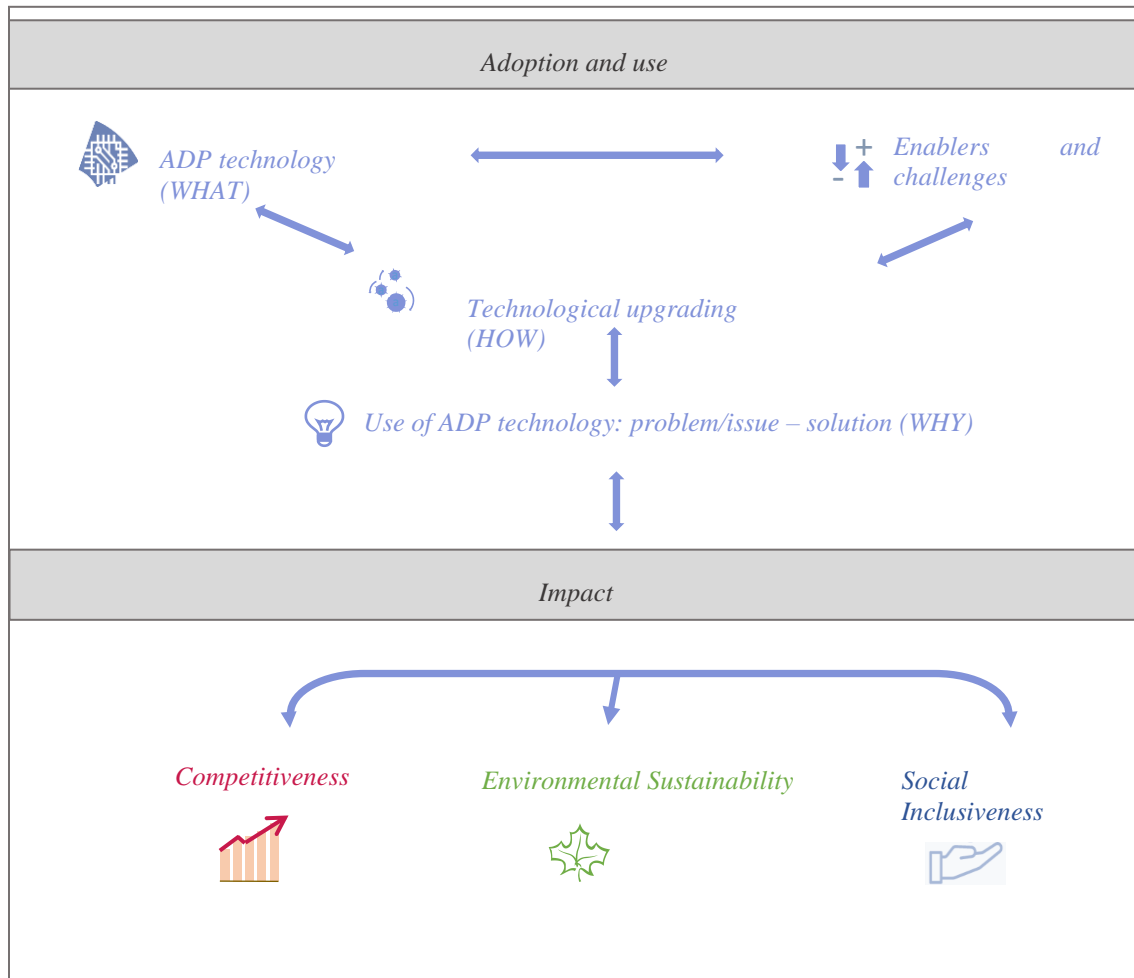 Adoption and use
ADP technology
(WHAT)
+
-
Enablers and
challenges
Technological upgrading
(HOW)
Use of ADP technology: problem/issue – solution (WHY)
Impact
Competitiveness
Environmental Sustainability
Social
Inclusiveness